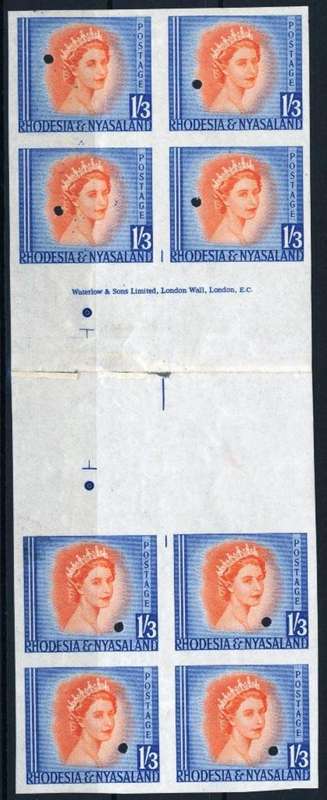 POSTAGE POSTAGE
1/3 1/3
RHODESIA & NYASALAND RHODESIA & NYASALAND
POSTAGE POSTAGE
1/3 1/3
RHODESIA & NYASALAND RHODESIA & NYASALAND
Waterlow & Sons Limited, London Wall, London, E.C.
POSTAGE POSTAGE
1/3 1/3
RHODESIA & NYASALAND RHODESIA & NYASALAND
POSTAGE POSTAGE
1/3 1/3
RHODESIA & NYASALAND RHODESIA & NYASALAND